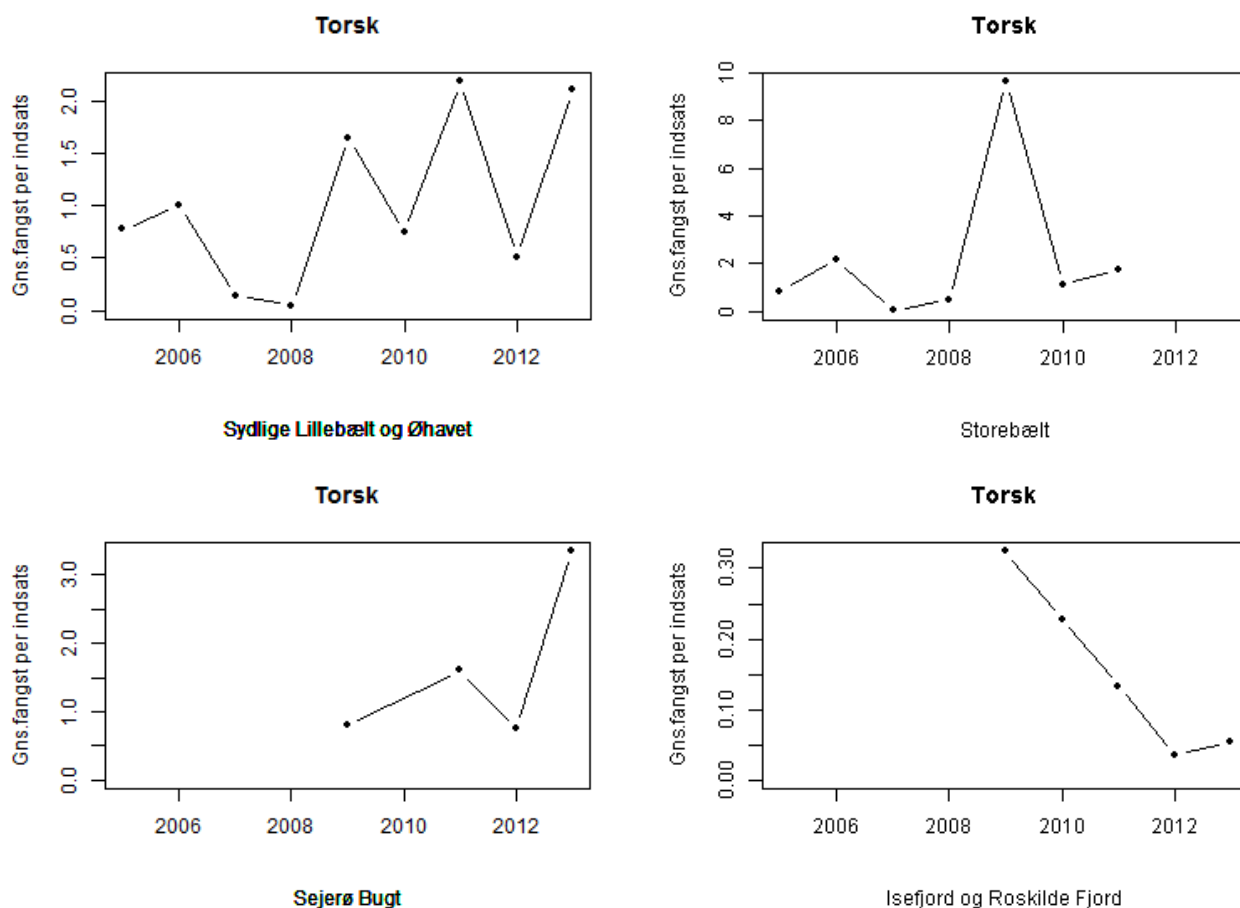 Torsk
Gns.fangst per indsats
0.0 0.5 1.0 1.5 2.0
2006 2008 2010 2012
Sydlige Lillebælt og Øhavet
Torsk
Gns.fangst per indsats
0 2 4 6 8 10
2006 2008 2010 2012
Storebælt
Torsk
Gns.fangst per indsats
0.0 1.0 2.0 3.0
2006 2008 2010 2012
Sejerø Bugt
Torsk
Gns.fangst per indsats
0.00 0.10 0.20 0.30
2006 2008 2010 2012
Isefjord og Roskilde Fjord